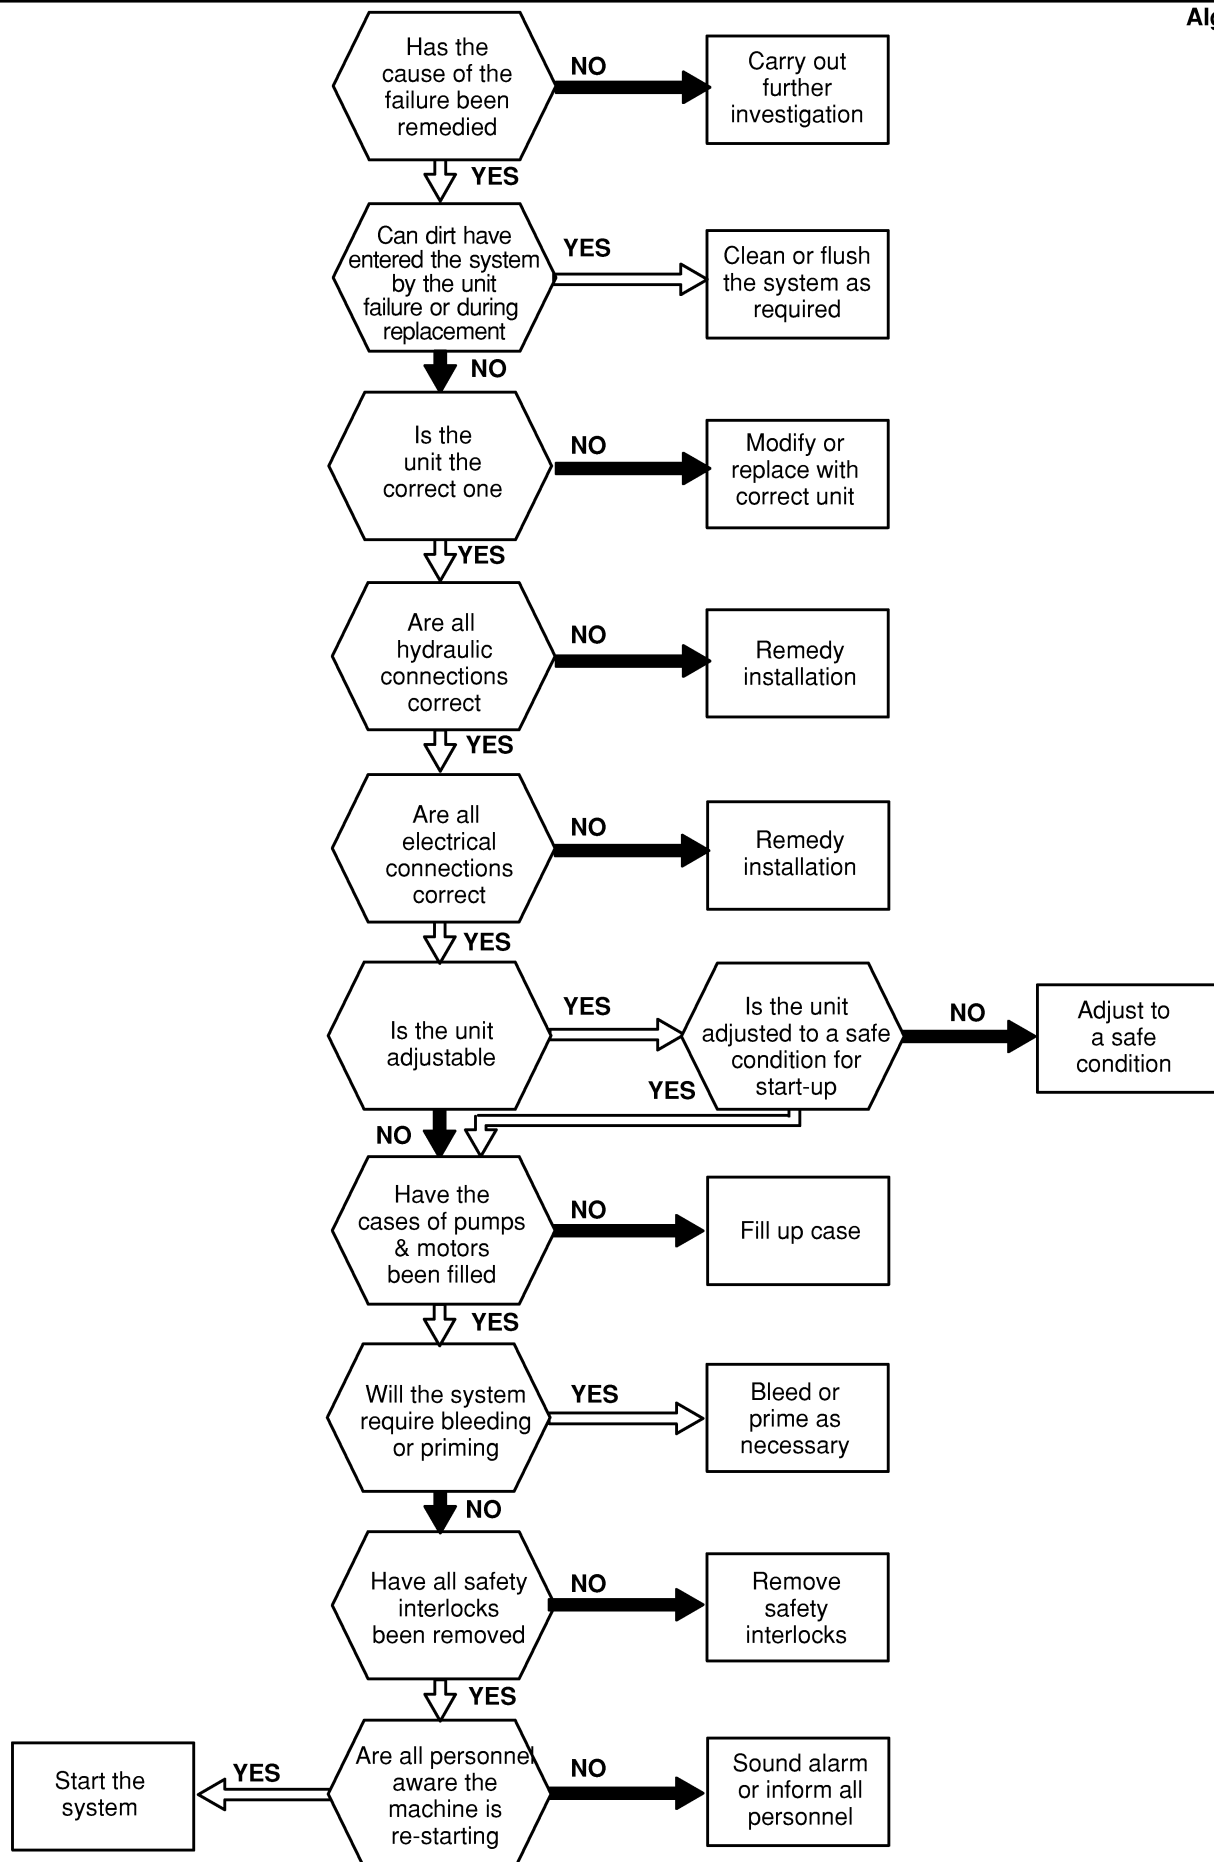 Alg
Has the
cause of the
failure been
remedied
NO
Carry out
further
investigation
YES
Can dirt have
entered the system
by the unit
failure or during
replacement
YES
Clean or flush
the system as
required
NO
Is the
unit the
correct one
NO
Modify or
replace with
correct unit
YES
Are all
hydraulic
connections
correct
NO
Remedy
installation
YES
Are all
electrical
connections
correct
NO
Remedy
installation
YES
Is the unit
adjustable
YES
Is the unit
adjusted to a safe
condition for
start-up
NO
Adjust to
a safe
condition
YES
NO
Have the
cases of pumps
& motors
been filled
NO
Fill up case
YES
Will the system
require bleeding
or priming
YES
Bleed or
prime as
necessary
NO
Have all safety
interlocks
been removed
NO
Remove
safety
interlocks
YES
Are all personnel
aware the
machine is
re-starting
YES
Start the
system
NO
Sound alarm
or inform all
personnel